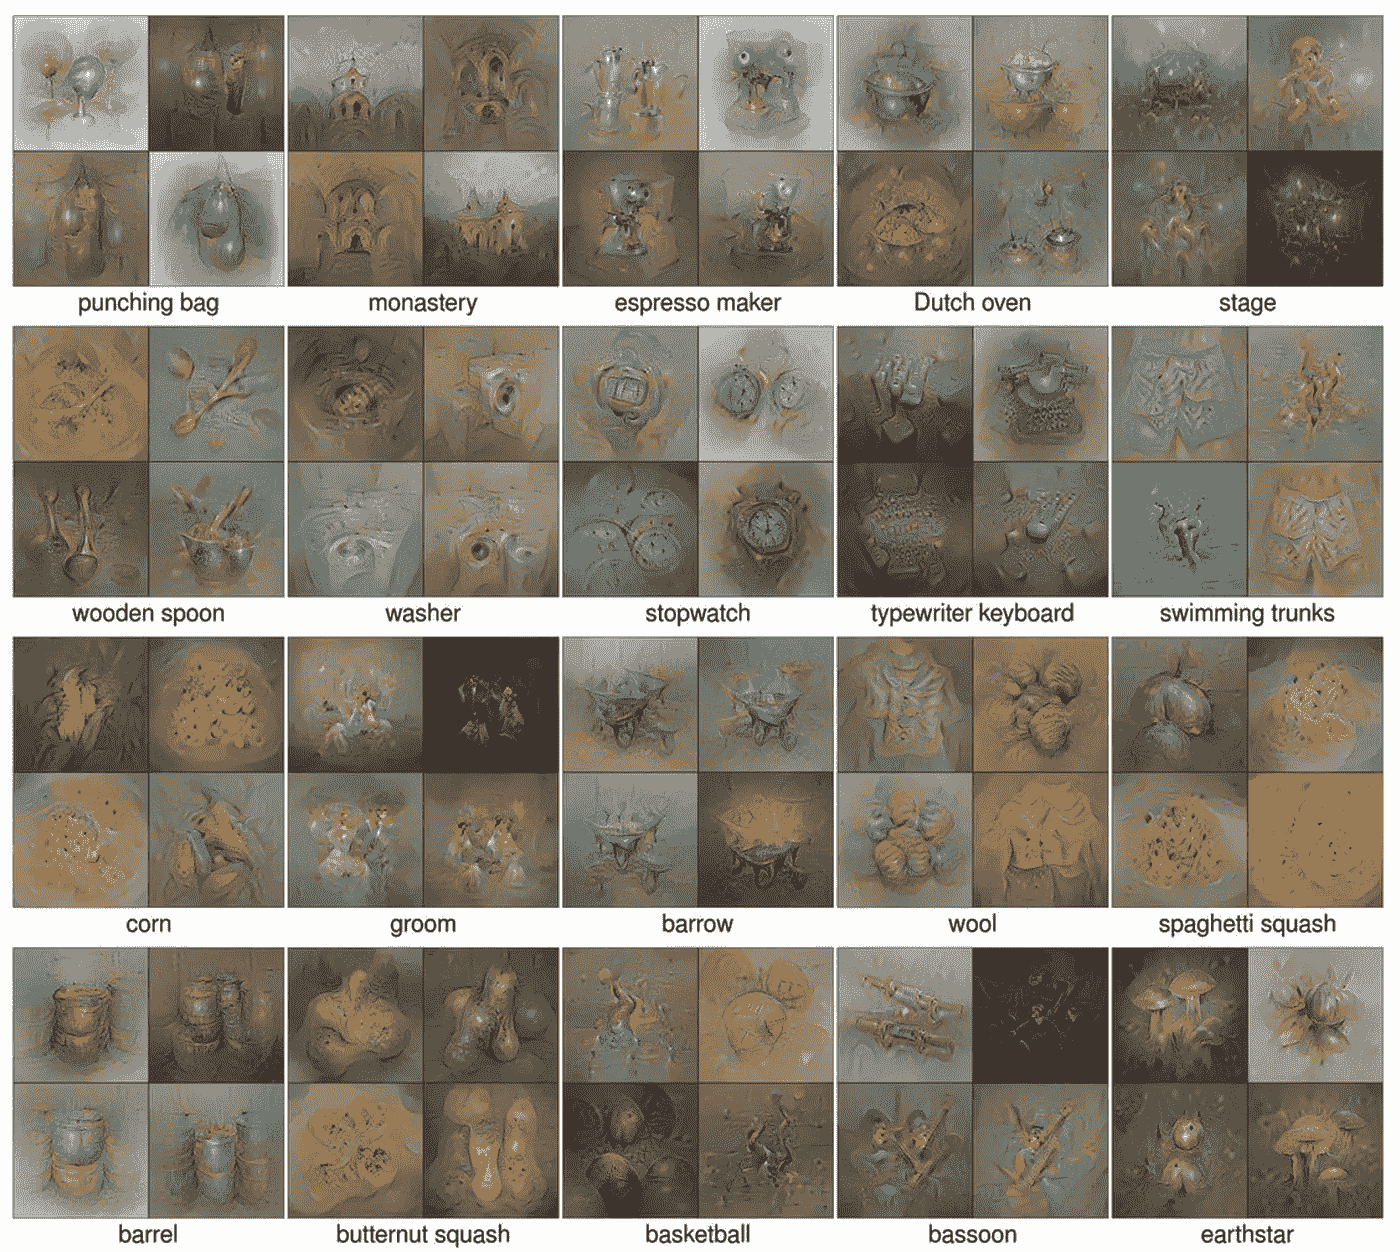 punching bag monastery espresso maker Dutch oven stage
wooden spoon washer stopwatch typewriter keyboard swimming trunks
corn groom barrow wool spaghetti squash
barrel butternut squash basketball bassoon earthstar